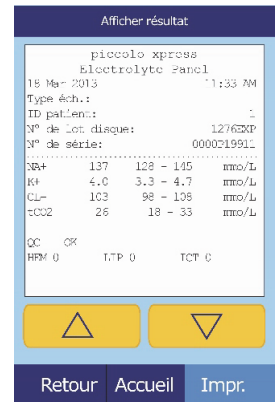 Afficher résultat
piccolo xpress
Electrolyte Panel
18 Mar 2013 11:33 AM
Type éch.:
ID patient: 1
N° de lot disque: 1276EXP
N° de série: 0000P19911
NA+ 137 128 - 145 mmo/L
K+ 4.0 3.3 - 4.7 mmo/L
CL- 103 98 - 108 mmo/L
tCO2 26 18 - 33 mmo/L
QC OK
HEM 0 LIP 0 ICT 0
Retour Accueil Impr.